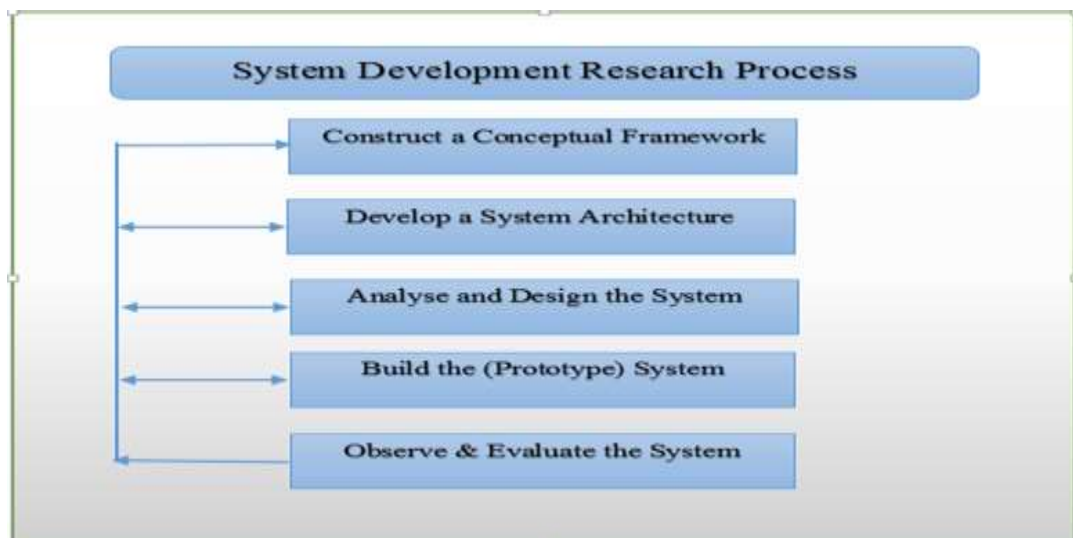 System Development Research Process
Construct a Conceptual Framework
Develop a System Architecture
Analyse and Design the System
Build the (Prototype) System
Observe & Evaluate the System